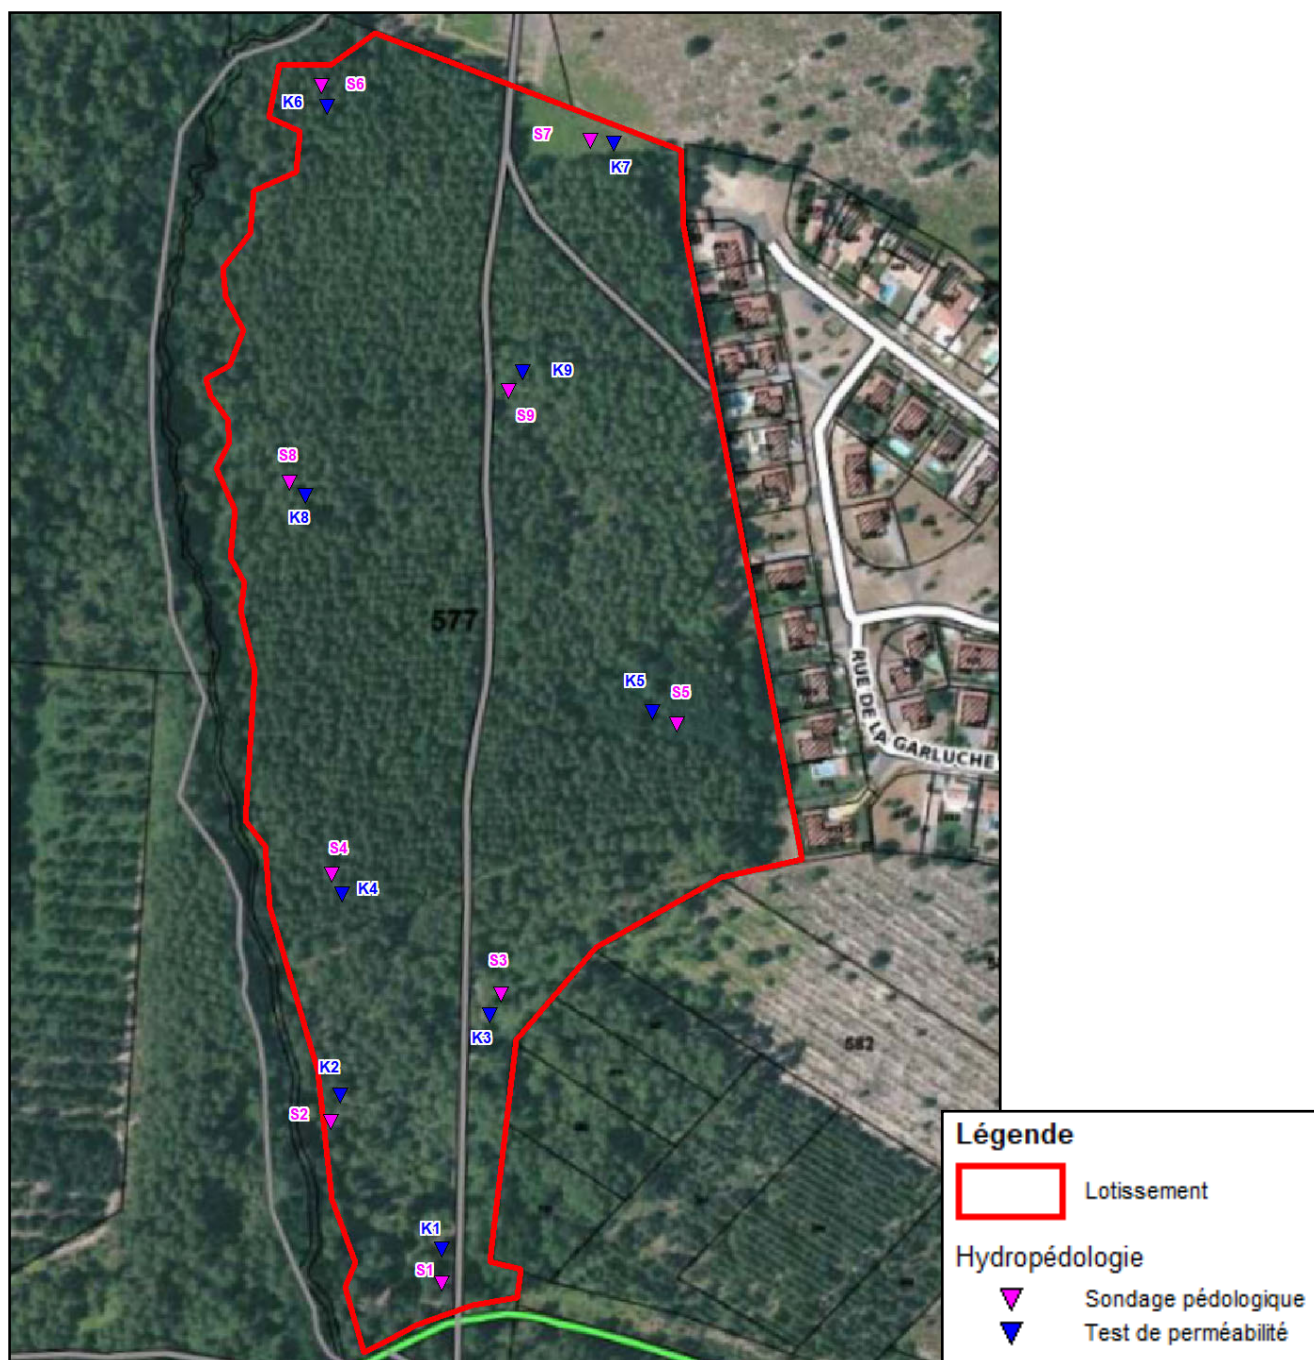 S6
K6
S7
K7
K9
S9
S8
K8
577
K5
S5
RUE DE LA GARLUCHE
S4
K4
S3
K3
582
K2
S2
K1
S1
Légende
Lotissement
Hydropédologie
Sondage pédologique
Test de perméabilité